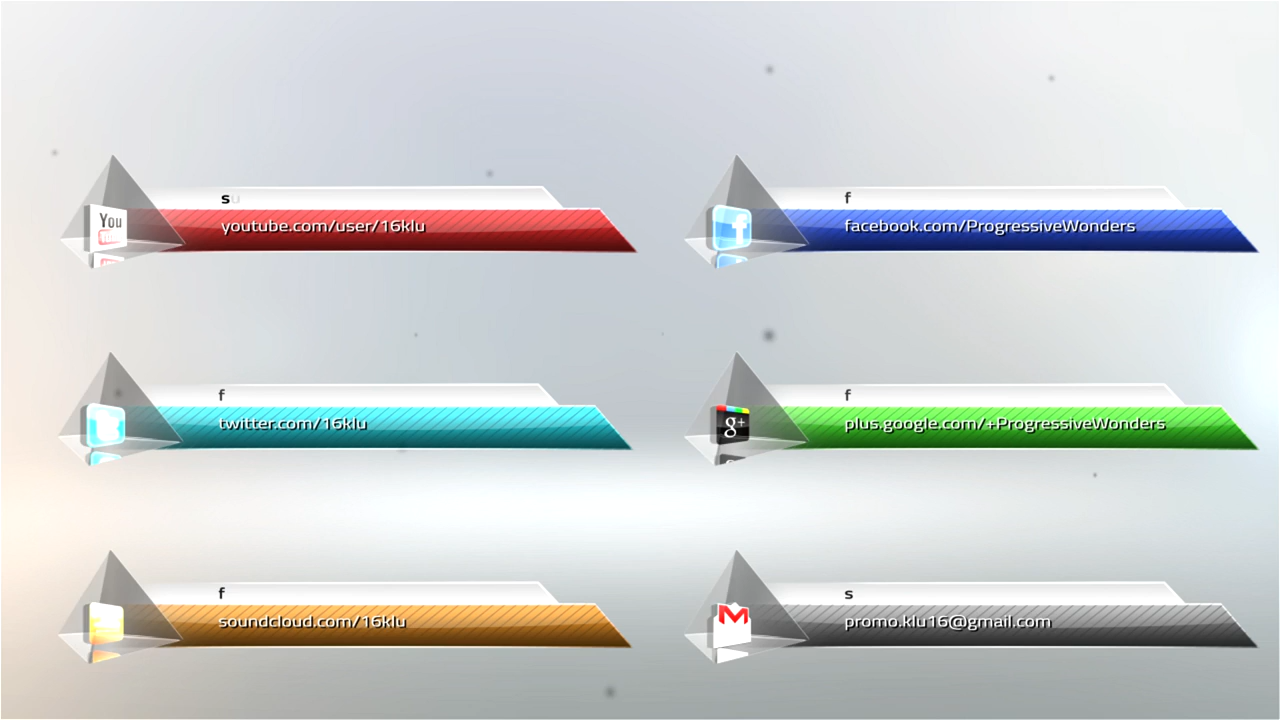 su
youtube.com/user/16klu
You
f
facebook.com/ProgressiveWonders
f
f
twitter.com/16klu
f
plus.google.com/+ProgressiveWonders
g+
f
soundcloud.com/16klu
s
promo.klu16@gmail.com
M